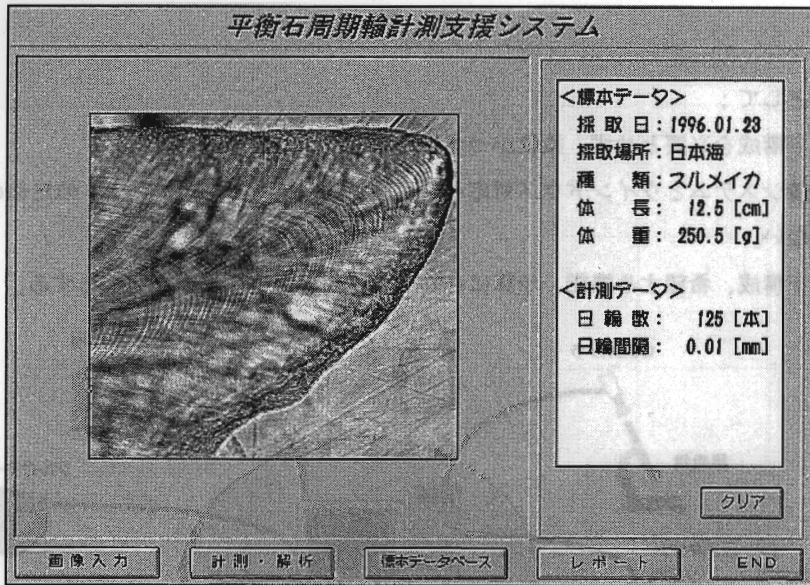 平衡石周期輪計測支援システム
<標本データ>
採取日:1996.01.23
採取場所:日本海
種類:スルメイカ
体長: 12.5 [cm]
体重: 250.5 [g]
<計測データ>
日輪数: 125 [本]
日輪間隔: 0.01 [mm]
クリア
画像入力
計測・解析
標本データベース
レポート
END